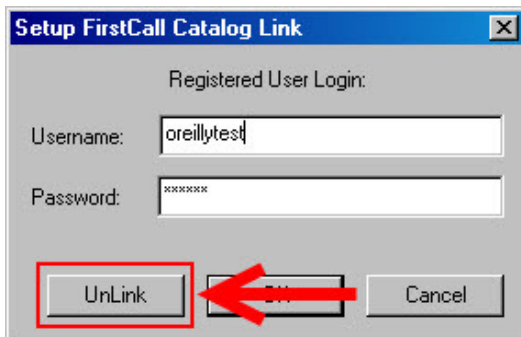 Setup FirstCall Catalog Link
Registered User Login:
Username: oreillytest
Password: ******
UnLink
Cancel